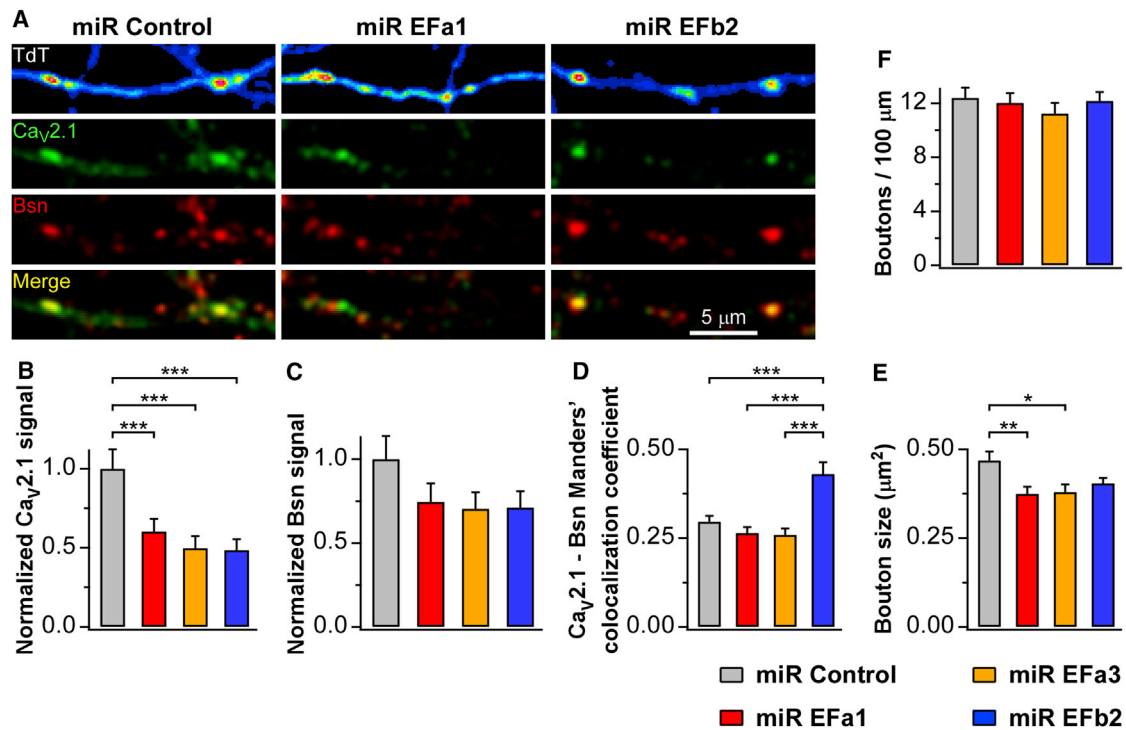 A
miR Control
miR EFa1
miR EFb2
TdT
CaV2.1
Bsn
Merge
5 μm
F
Boutons / 100 μm
12
8
4
0
B
Normalized CaV2.1 signal
1.0
0.5
0.0
***
***
***
C
Normalized Bsn signal
1.0
0.5
0.0
D
CaV2.1 - Bsn Manders'
colocalization coefficient
0.50
0.25
0.00
***
***
***
E
Bouton size (μm²)
0.50
0.25
0.00
*
**
miR Control
miR EFa1
miR EFa3
miR EFb2